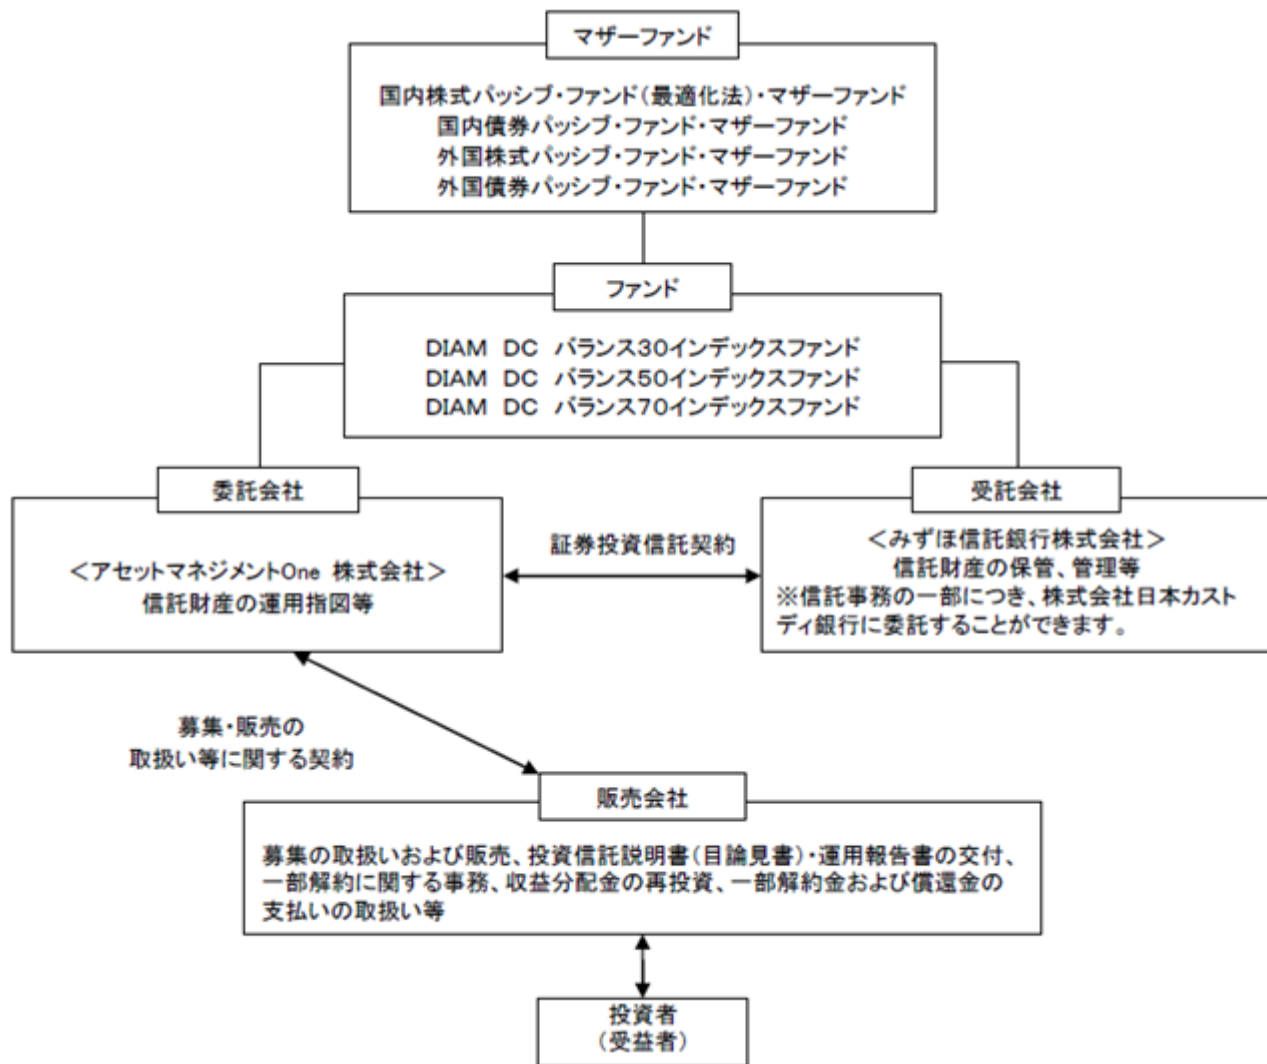 マザーファンド
国内株式パッシブ・ファンド(最適化法)・マザーファンド
国内債券パッシブ・ファンド・マザーファンド
外国株式パッシブ・ファンド・マザーファンド
外国債券パッシブ・ファンド・マザーファンド
ファンド
DIAM DC バランス30インデックスファンド
DIAM DC バランス50インデックスファンド
DIAM DC バランス70インデックスファンド
委託会社
<アセットマネジメントOne 株式会社>
信託財産の運用指図等
証券投資信託契約
受託会社
<みずほ信託銀行株式会社>
信託財産の保管、管理等
※信託事務の一部につき、株式会社日本カスト
ディ銀行に委託することができます。
募集・販売の
取扱い等に関する契約
販売会社
募集の取扱いおよび販売、投資信託説明書(目論見書)・運用報告書の交付、
一部解約に関する事務、収益分配金の再投資、一部解約金および償還金の
支払いの取扱い等
投資者
(受益者)